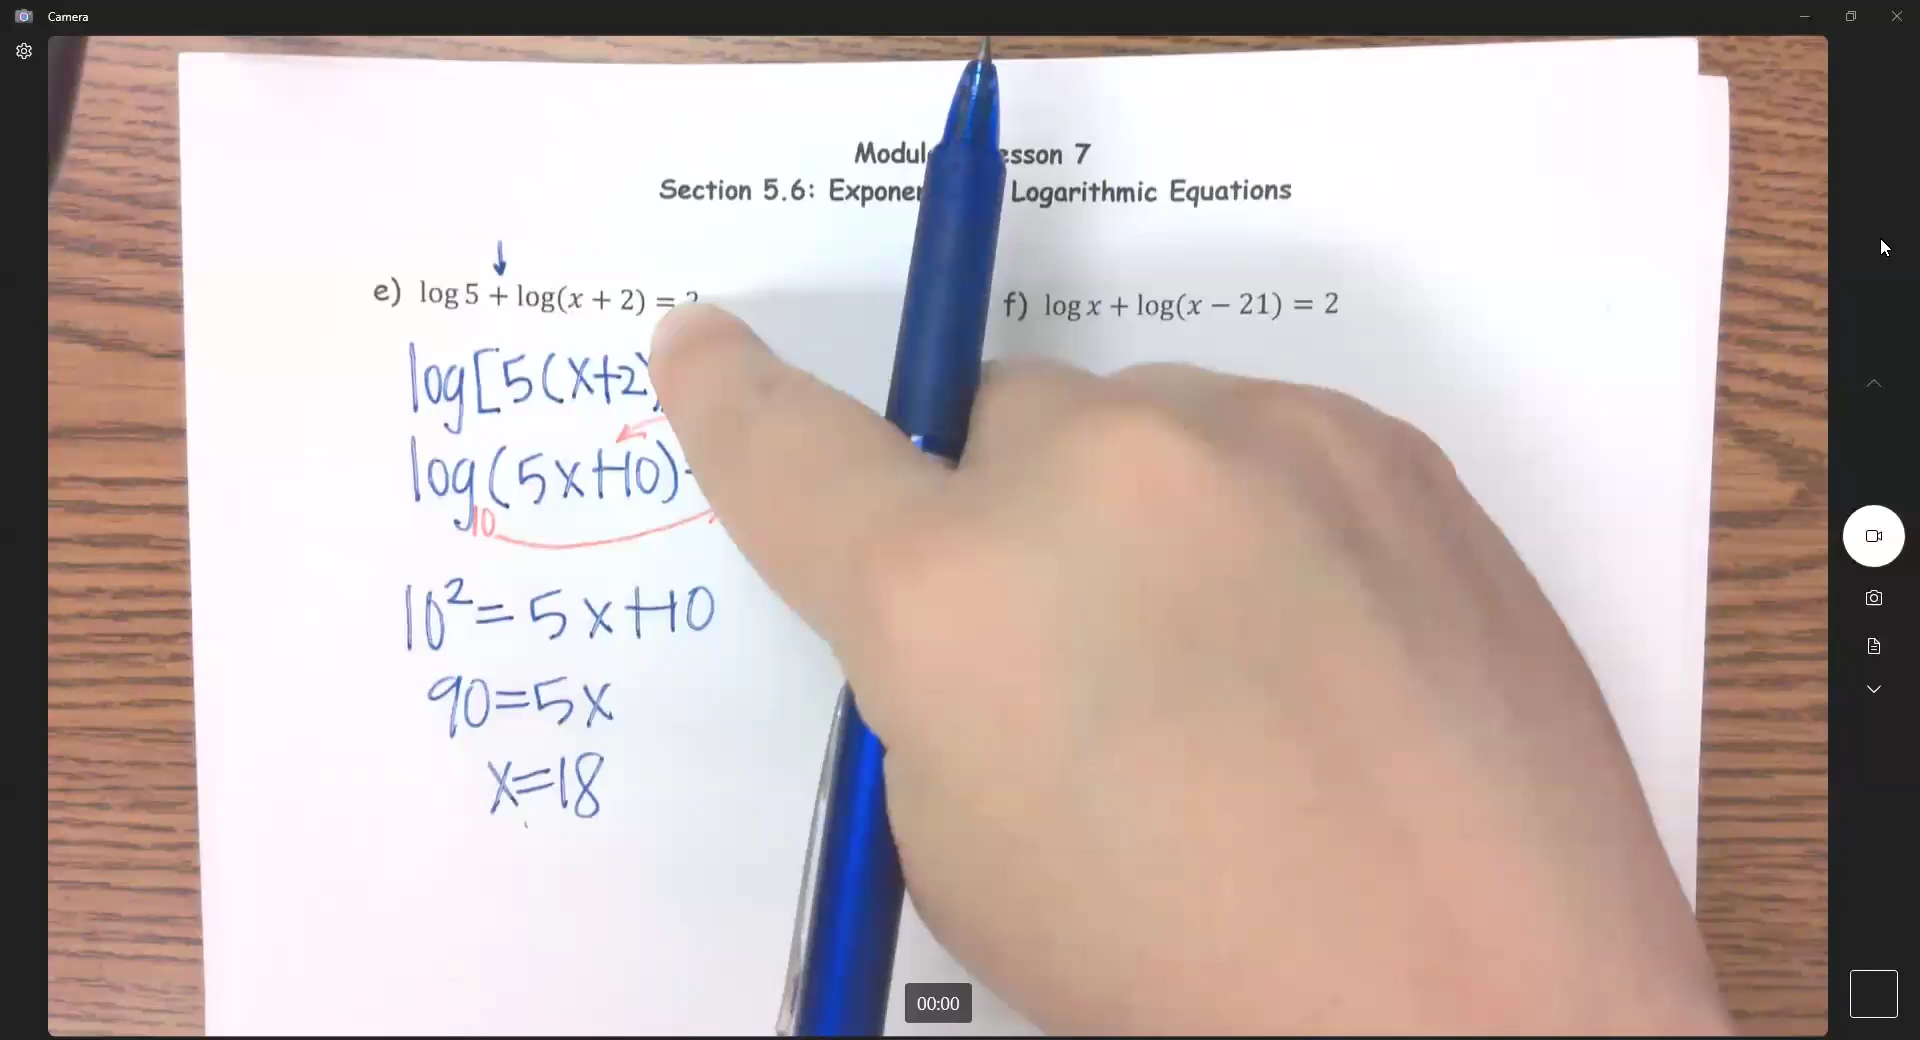 Camera
Modul esson 7
Section 5.6: Expone Logarithmic Equations
e) log 5 + log(x + 2) =
f) log x + log(x − 21) = 2
log[5(x+2)
log(5x+10)
10
10² = 5x+10
90=5x
x=18
00:00